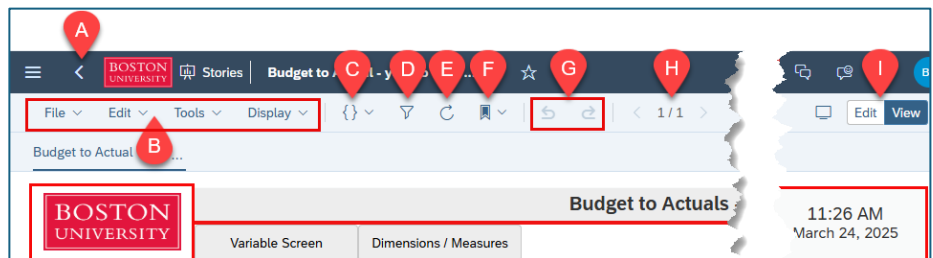 A
BOSTON
UNIVERSITY
Stories
Budget to A
C
D
E
F
G
H
I
B
File
Edit
Tools
Display
{}
1/1
Edit
View
Budget to Actual
B
...
BOSTON
UNIVERSITY
Budget to Actuals
11:26 AM
March 24, 2025
Variable Screen
Dimensions / Measures